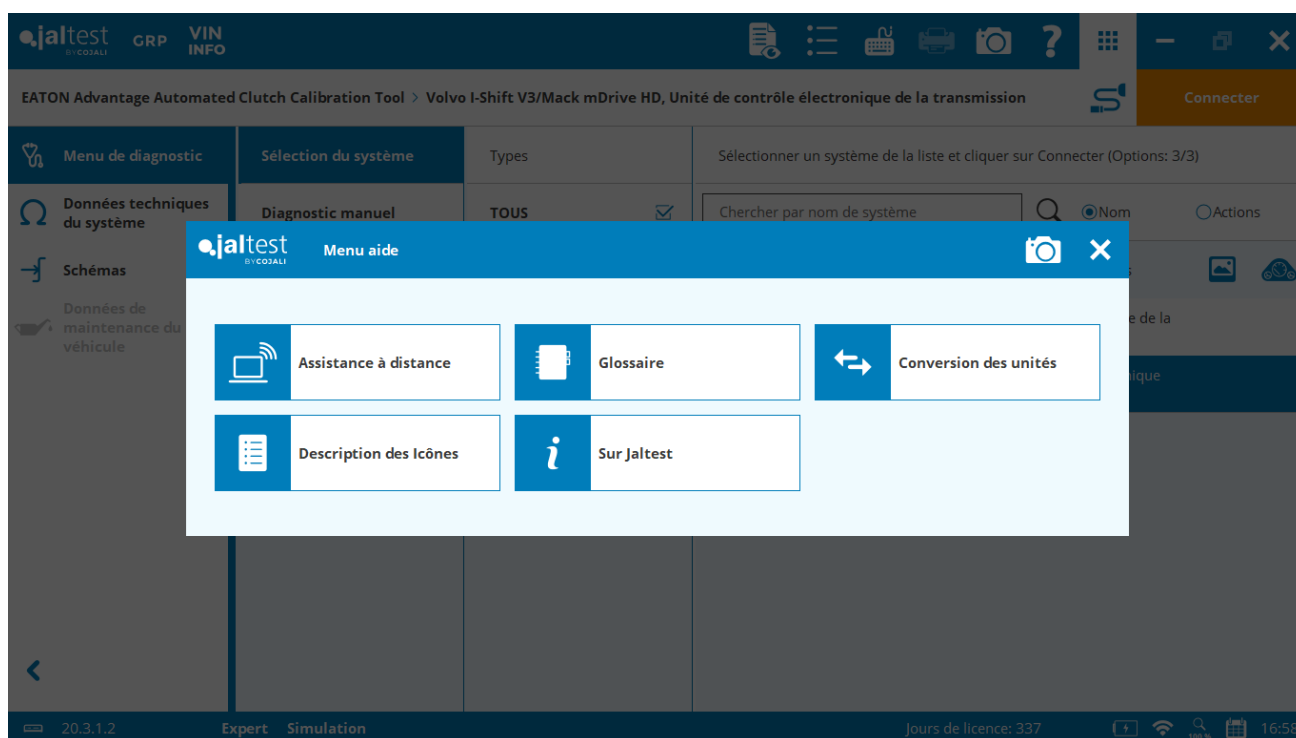 jaltest
BY COJALI
GRP
VIN
INFO
EATON Advantage Automated Clutch Calibration Tool > Volvo I-Shift V3/Mack mDrive HD, Unité de contrôle électronique de la transmission
Connecter
Menu de diagnostic
Sélection du système
Types
Sélectionner un système de la liste et cliquer sur Connecter (Options: 3/3)
Données techniques
du système
Diagnostic manuel
TOUS
Chercher par nom de système
Nom
Actions
jaltest
BY COJALI
Menu aide
Schémas
Données de
maintenance du
véhicule
e de la
ique
Assistance à distance
Glossaire
Conversion des unités
Description des Icônes
Sur Jaltest
20.3.1.2
Expert
Simulation
Jours de licence: 337
16:58